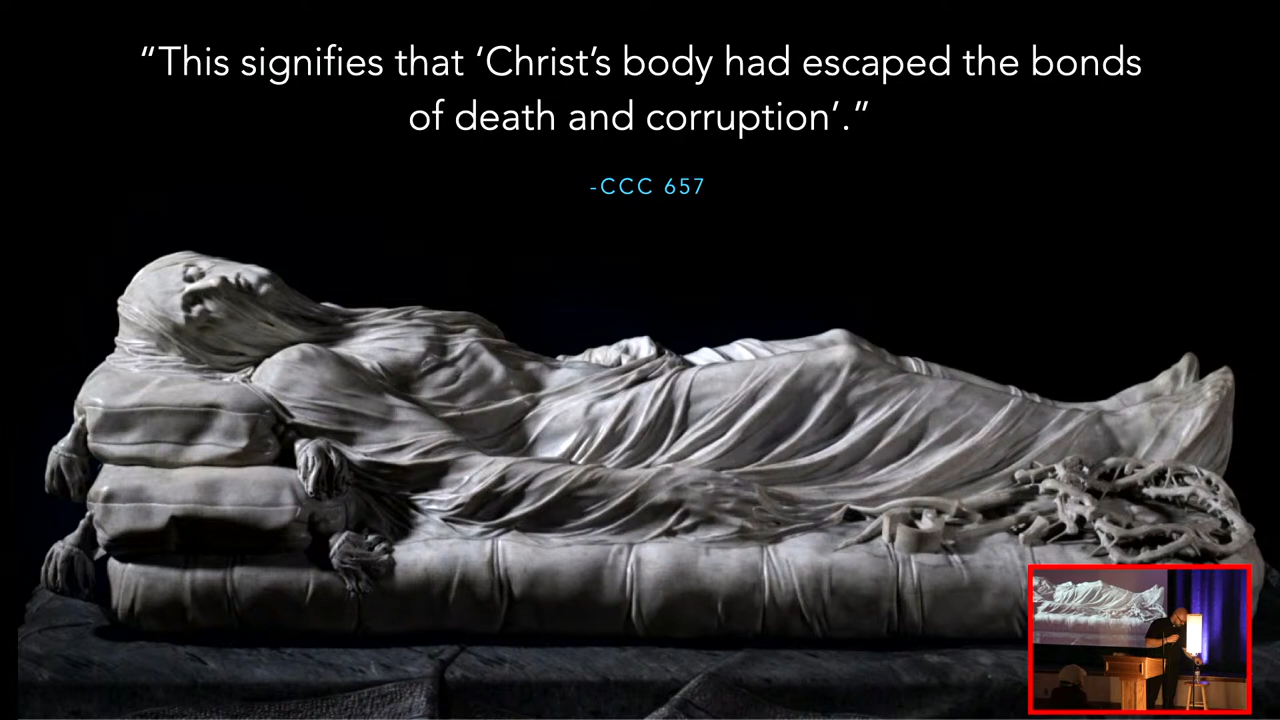 “This signifies that ‘Christ’s body had escaped the bonds
of death and corruption’.”
-CCC 657